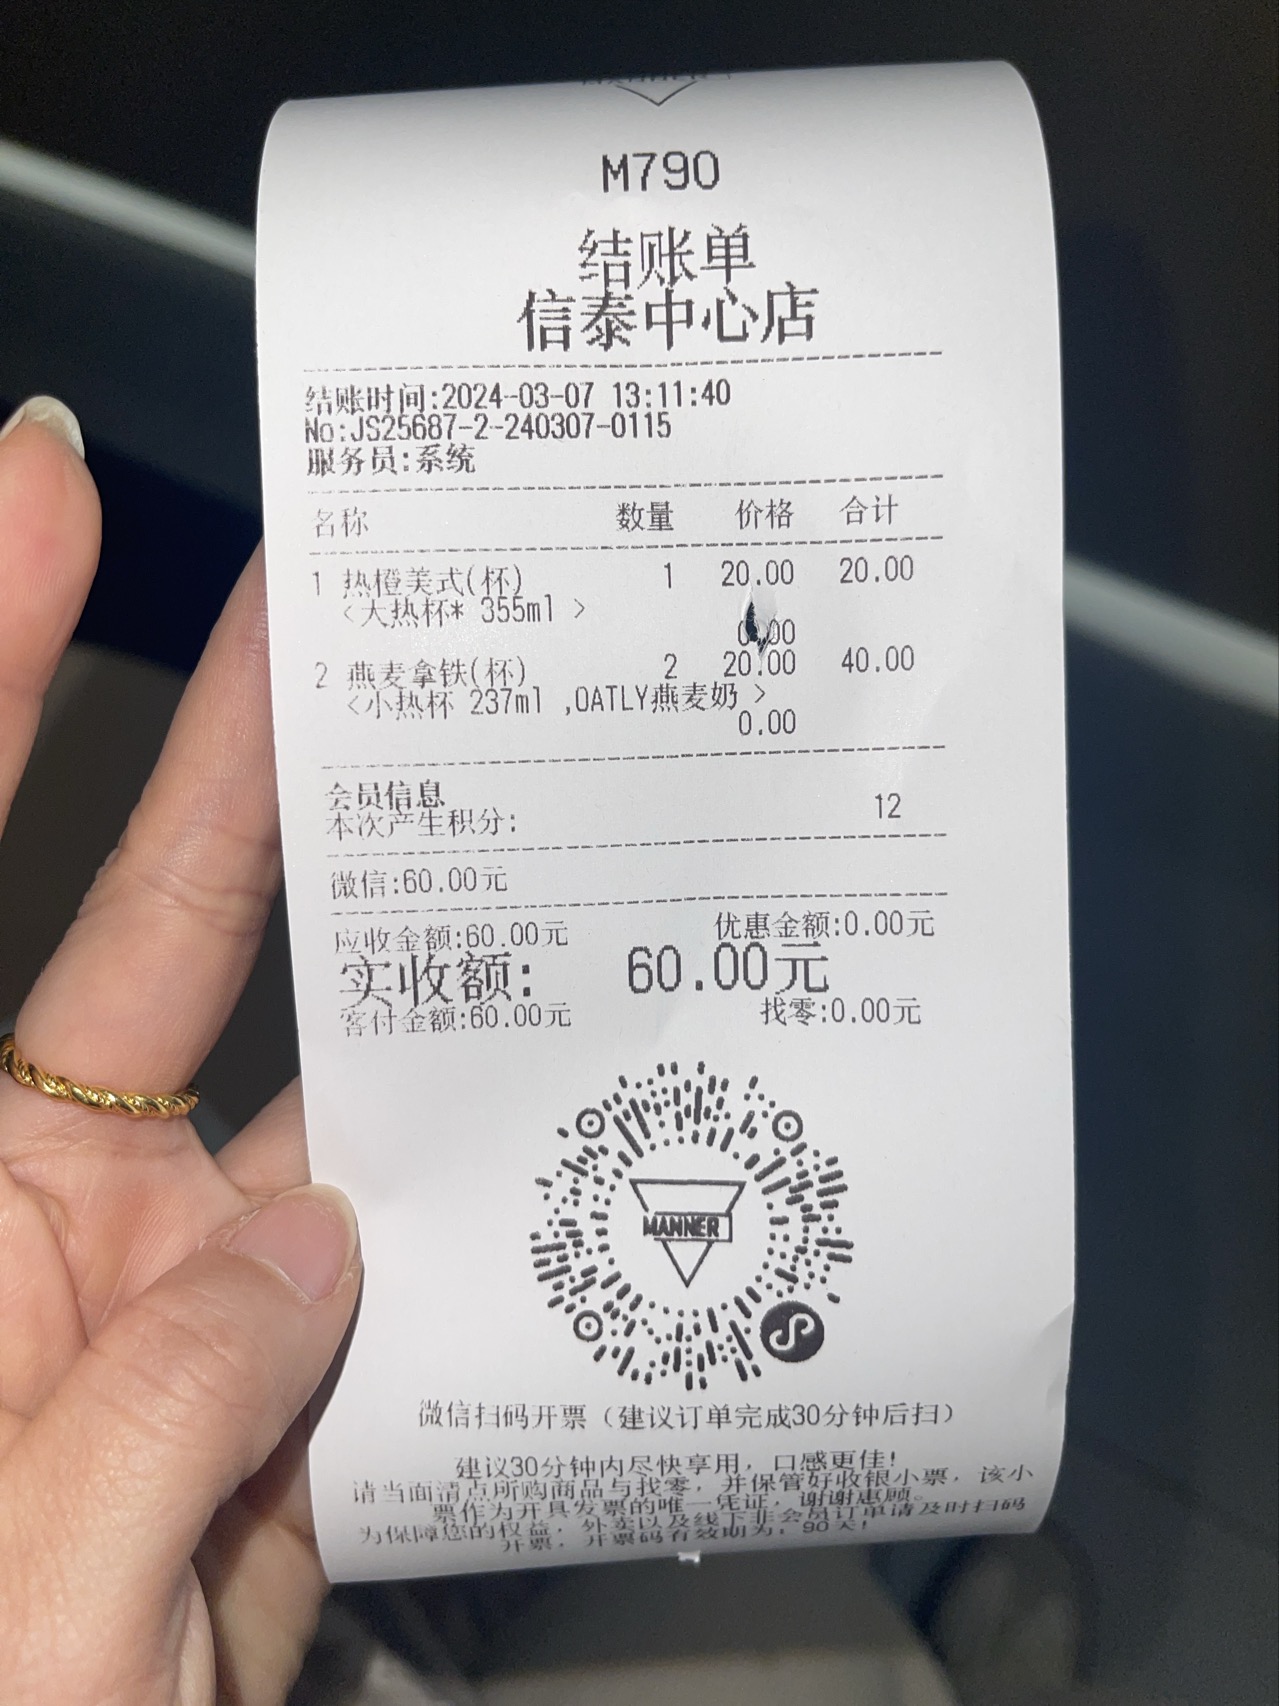 M790
结账单
信泰中心店
结账时间:2024-03-07 13:11:40
No:JS25687-2-240307-0115
服务员:系统
名称 数量 价格 合计
1 热橙美式(杯) 1 20.00 20.00
<大热杯* 355ml >
0.00
2 燕麦拿铁(杯) 2 20.00 40.00
<小热杯 237ml ,OATLY燕麦奶 >
0.00
会员信息
本次产生积分: 12
微信:60.00元
应收金额:60.00元 优惠金额:0.00元
实收额: 60.00元
客付金额:60.00元 找零:0.00元
MANNER
微信扫码开票（建议订单完成30分钟后扫）
建议30分钟内尽快享用，口感更佳！
请当面清点所购商品与找零，并保管好收银小票，该小
票作为开具发票的唯一凭证，谢谢惠顾。
为保障您的权益，外卖以及线下非会员订单请及时扫码
开票，开票码有效期为：90天！